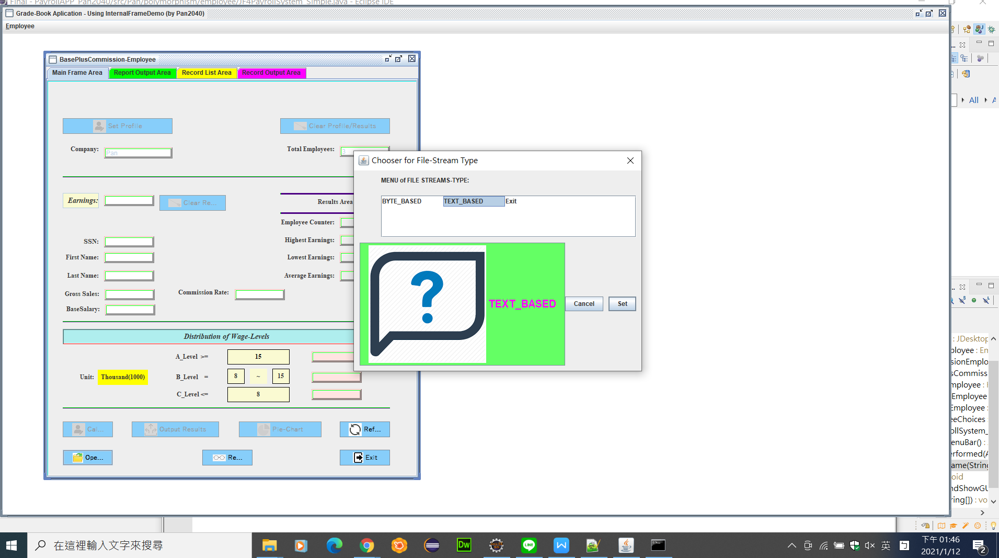 Final - PayrollAPP_Pan2040/src/Pan/polymorphism/employee/JF4PayrollSystem_Simple.java - Eclipse IDE
Grade-Book Aplication - Using InternalFrameDemo (by Pan2040)
Employee
BasePlusCommission-Employee
Main Frame Area
Report Output Area
Record List Area
Record Output Area
Set Profile
Clear Profile/Results
Company:
Pan
Total Employees:
3
Earnings:
Clear Re...
Results Area
Employee Counter:
SSN:
Highest Earnings:
First Name:
Lowest Earnings:
Last Name:
Average Earnings:
Gross Sales:
Commission Rate:
BaseSalary:
Distribution of Wage-Levels
A_Level >=
15
Unit:
Thousand(1000)
B_Level =
8
~
15
C_Level <=
8
Cal...
Output Results
Pie-Chart
Ref...
Ope...
Re...
Exit
Chooser for File-Stream Type
MENU of FILE STREAMS-TYPE:
BYTE_BASED
TEXT_BASED
Exit
?
TEXT_BASED
Cancel
Set
All
: JDesktop
ployee : Em
sionEmplo
sCommiss
mployee :
Employee
Employee :
eeChoices
ollSystem_
enuBar() :
erformed(A
ame(String
oid
ndShowGU
ring[]) : vo
在這裡輸入文字來搜尋
Dw
LINE
英
下午 01:46
2021/1/12
2